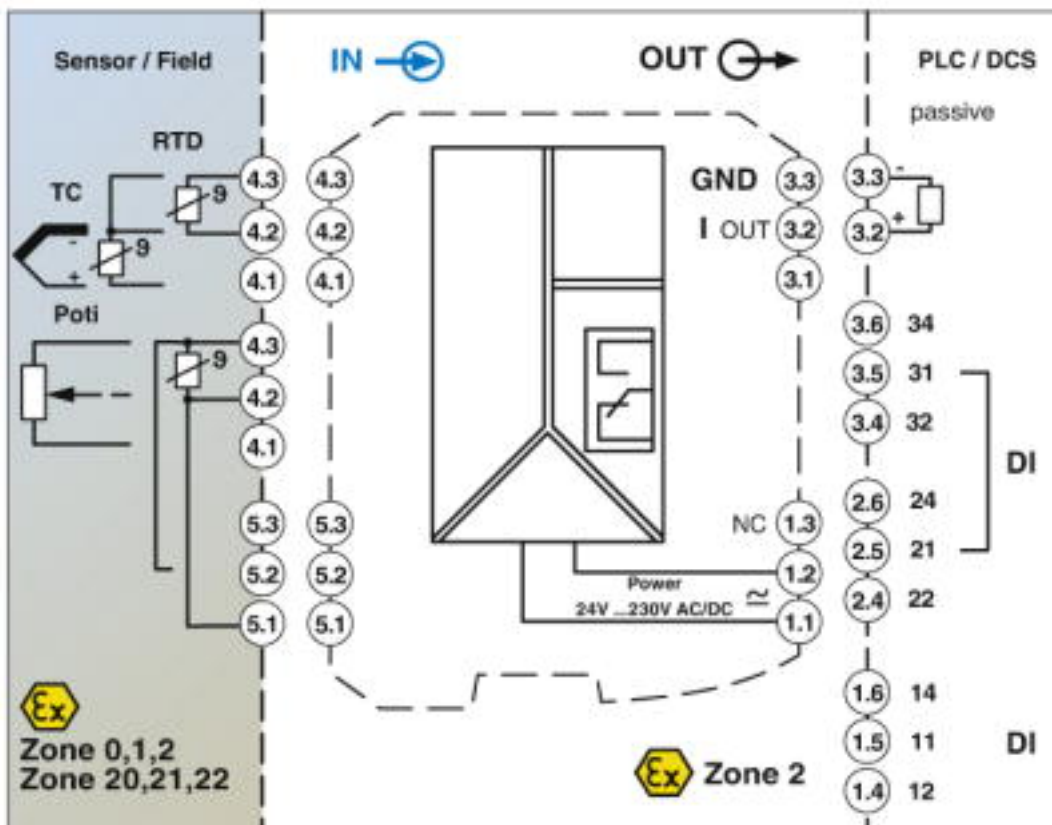 Sensor / Field
IN
OUT
PLC / DCS
passive
RTD
TC
ϑ
-
ϑ
+
4.3
4.2
4.1
Poti
ϑ
4.3
4.2
4.1
5.3
5.2
5.1
4.3
4.2
4.1
5.3
5.2
5.1
GND 3.3
I OUT 3.2
3.1
NC 1.3
Power 1.2
24V ...230V AC/DC ≂ 1.1
3.3 -
3.2 +
3.6 34
3.5 31
3.4 32
DI
2.6 24
2.5 21
2.4 22
1.6 14
1.5 11 DI
1.4 12
Ex
Zone 0,1,2
Zone 20,21,22
Ex Zone 2